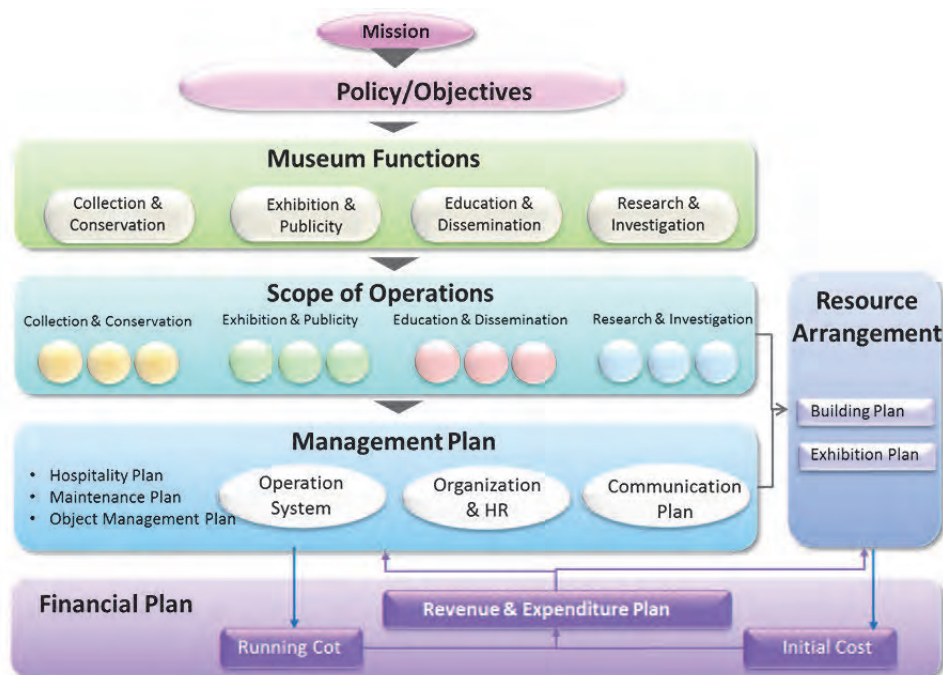 Mission
Policy/Objectives
Museum Functions
Collection &
Conservation
Exhibition &
Publicity
Education &
Dissemination
Research &
Investigation
Scope of Operations
Collection & Conservation
Exhibition & Publicity
Education & Dissemination
Research & Investigation
Resource
Arrangement
Building Plan
Exhibition Plan
Management Plan
• Hospitality Plan
• Maintenance Plan
• Object Management Plan
Operation
System
Organization
& HR
Communication
Plan
Financial Plan
Revenue & Expenditure Plan
Running Cot
Initial Cost